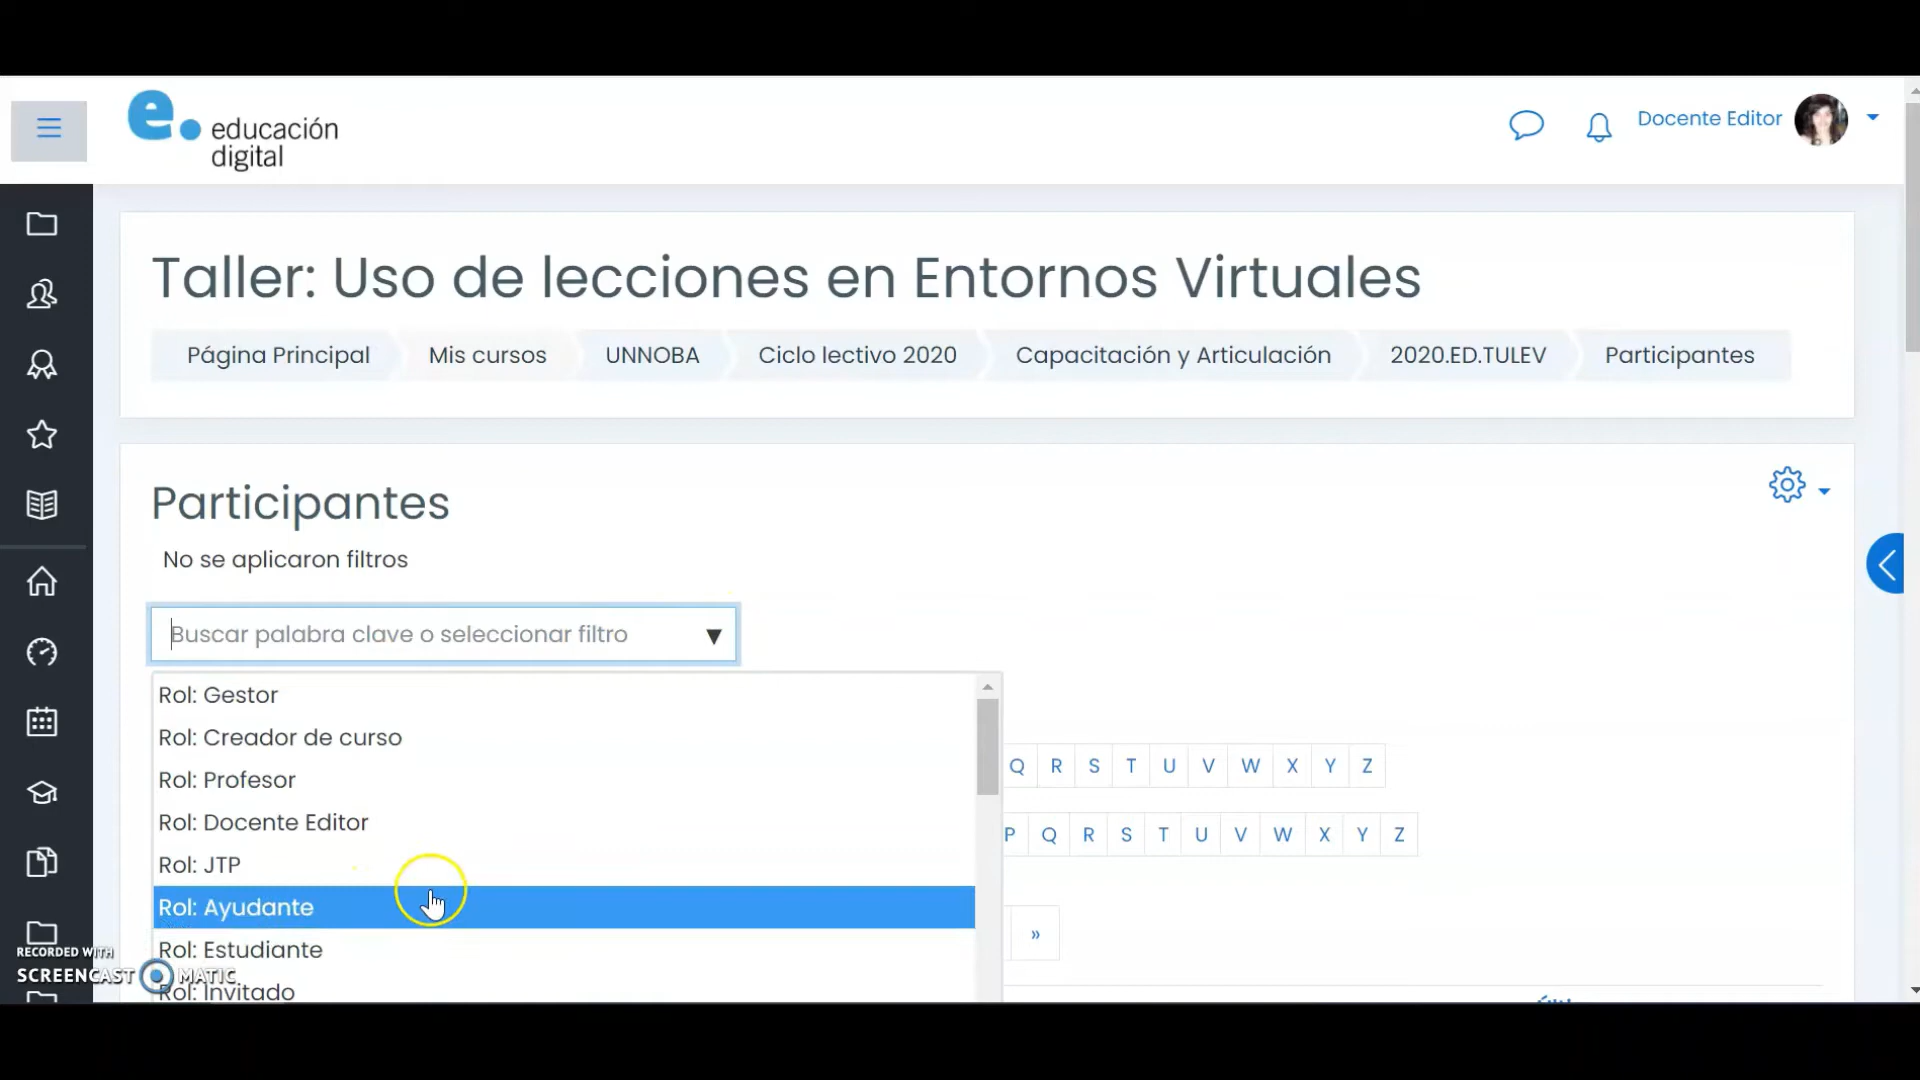 educación
digital
Docente Editor
Taller: Uso de lecciones en Entornos Virtuales
Página Principal Mis cursos UNNOBA Ciclo lectivo 2020 Capacitación y Articulación 2020.ED.TULEV Participantes
Participantes
No se aplicaron filtros
Buscar palabra clave o seleccionar filtro ▼
Rol: Gestor
Rol: Creador de curso
Q R S T U V W X Y Z
Rol: Profesor
Rol: Docente Editor
P Q R S T U V W X Y Z
Rol: JTP
Rol: Ayudante
»
Rol: Estudiante
RECORDED WITH
SCREENCAST MATIC
Rol: Invitado